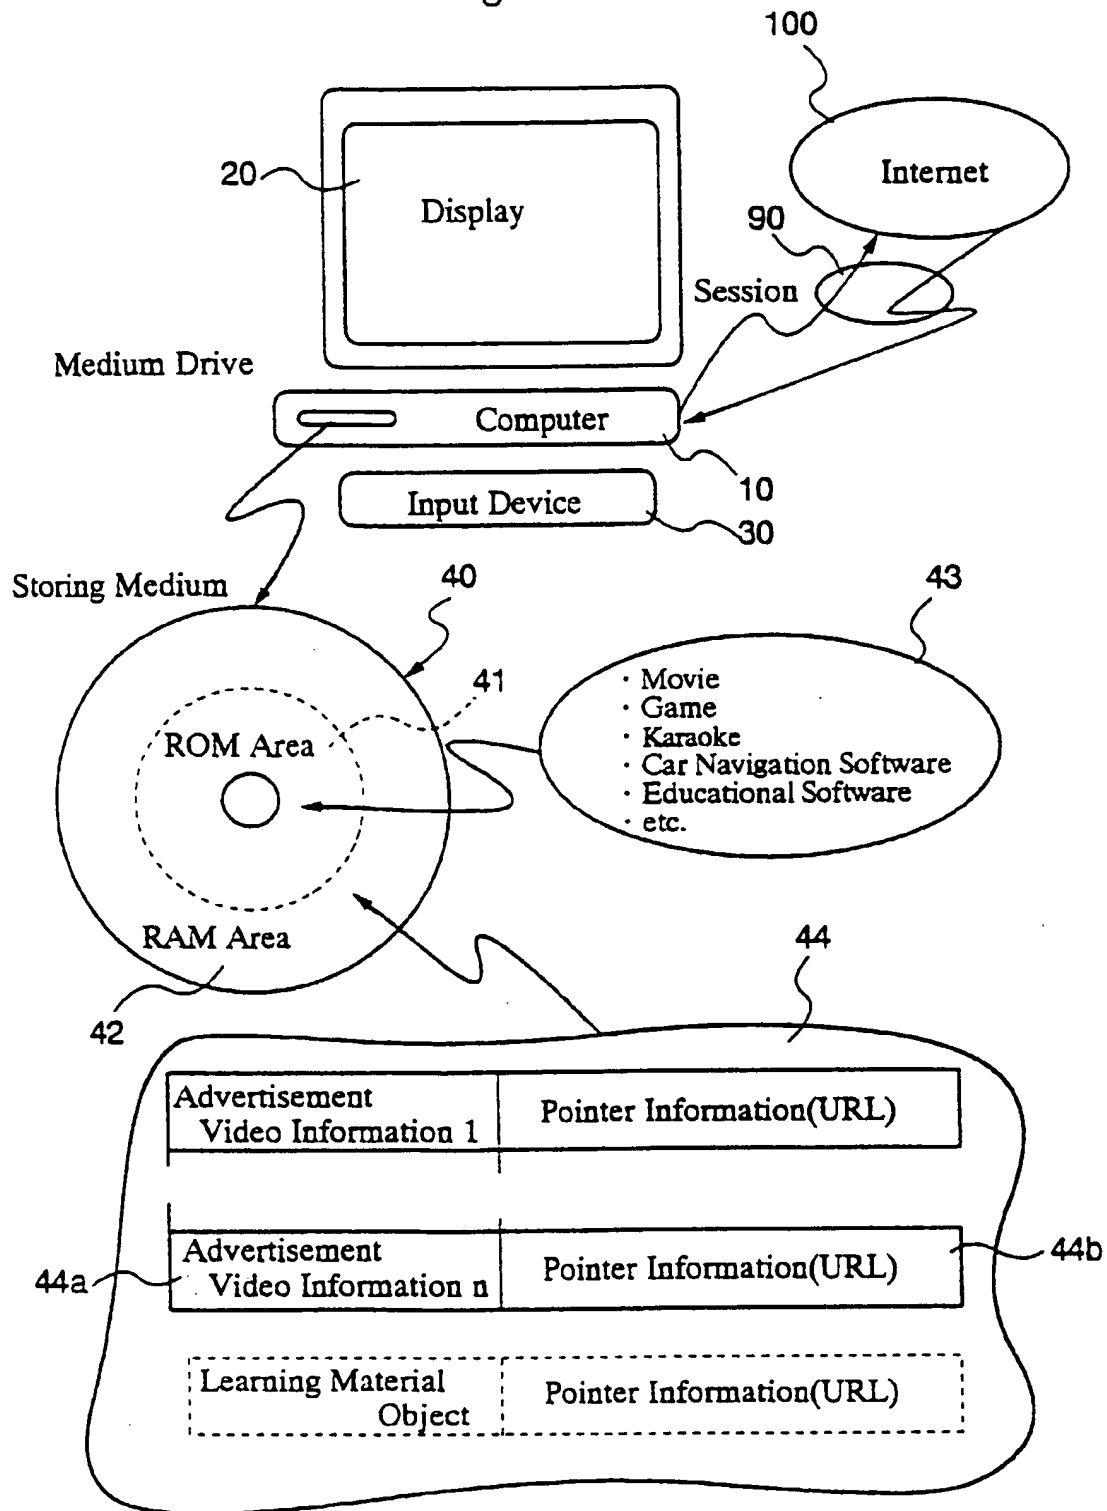 100
20
Display
Internet
90
Session
Medium Drive
Computer
10
Input Device
30
Storing Medium
40
43
41
ROM Area
· Movie
· Game
· Karaoke
· Car Navigation Software
· Educational Software
· etc.
RAM Area
42
44
Advertisement
Video Information 1
Pointer Information(URL)
Advertisement
Video Information n
Pointer Information(URL)
44a
44b
Learning Material
Object
Pointer Information(URL)